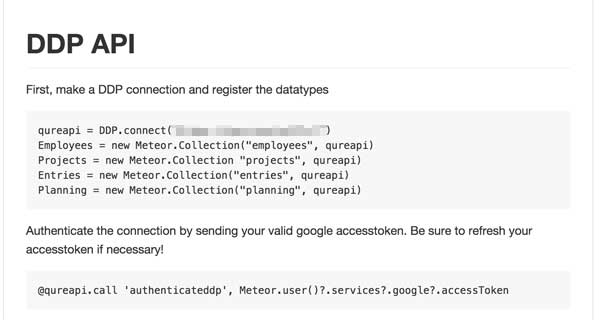 DDP API
First, make a DDP connection and register the datatypes
qureapi = DDP.connect("")
Employees = new Meteor.Collection("employees", qureapi)
Projects = new Meteor.Collection "projects", qureapi)
Entries = new Meteor.Collection("entries", qureapi)
Planning = new Meteor.Collection("planning", qureapi)
Authenticate the connection by sending your valid google accesstoken. Be sure to refresh your
accesstoken if necessary!
@qureapi.call 'authenticateddp', Meteor.user()?.services?.google?.accessToken